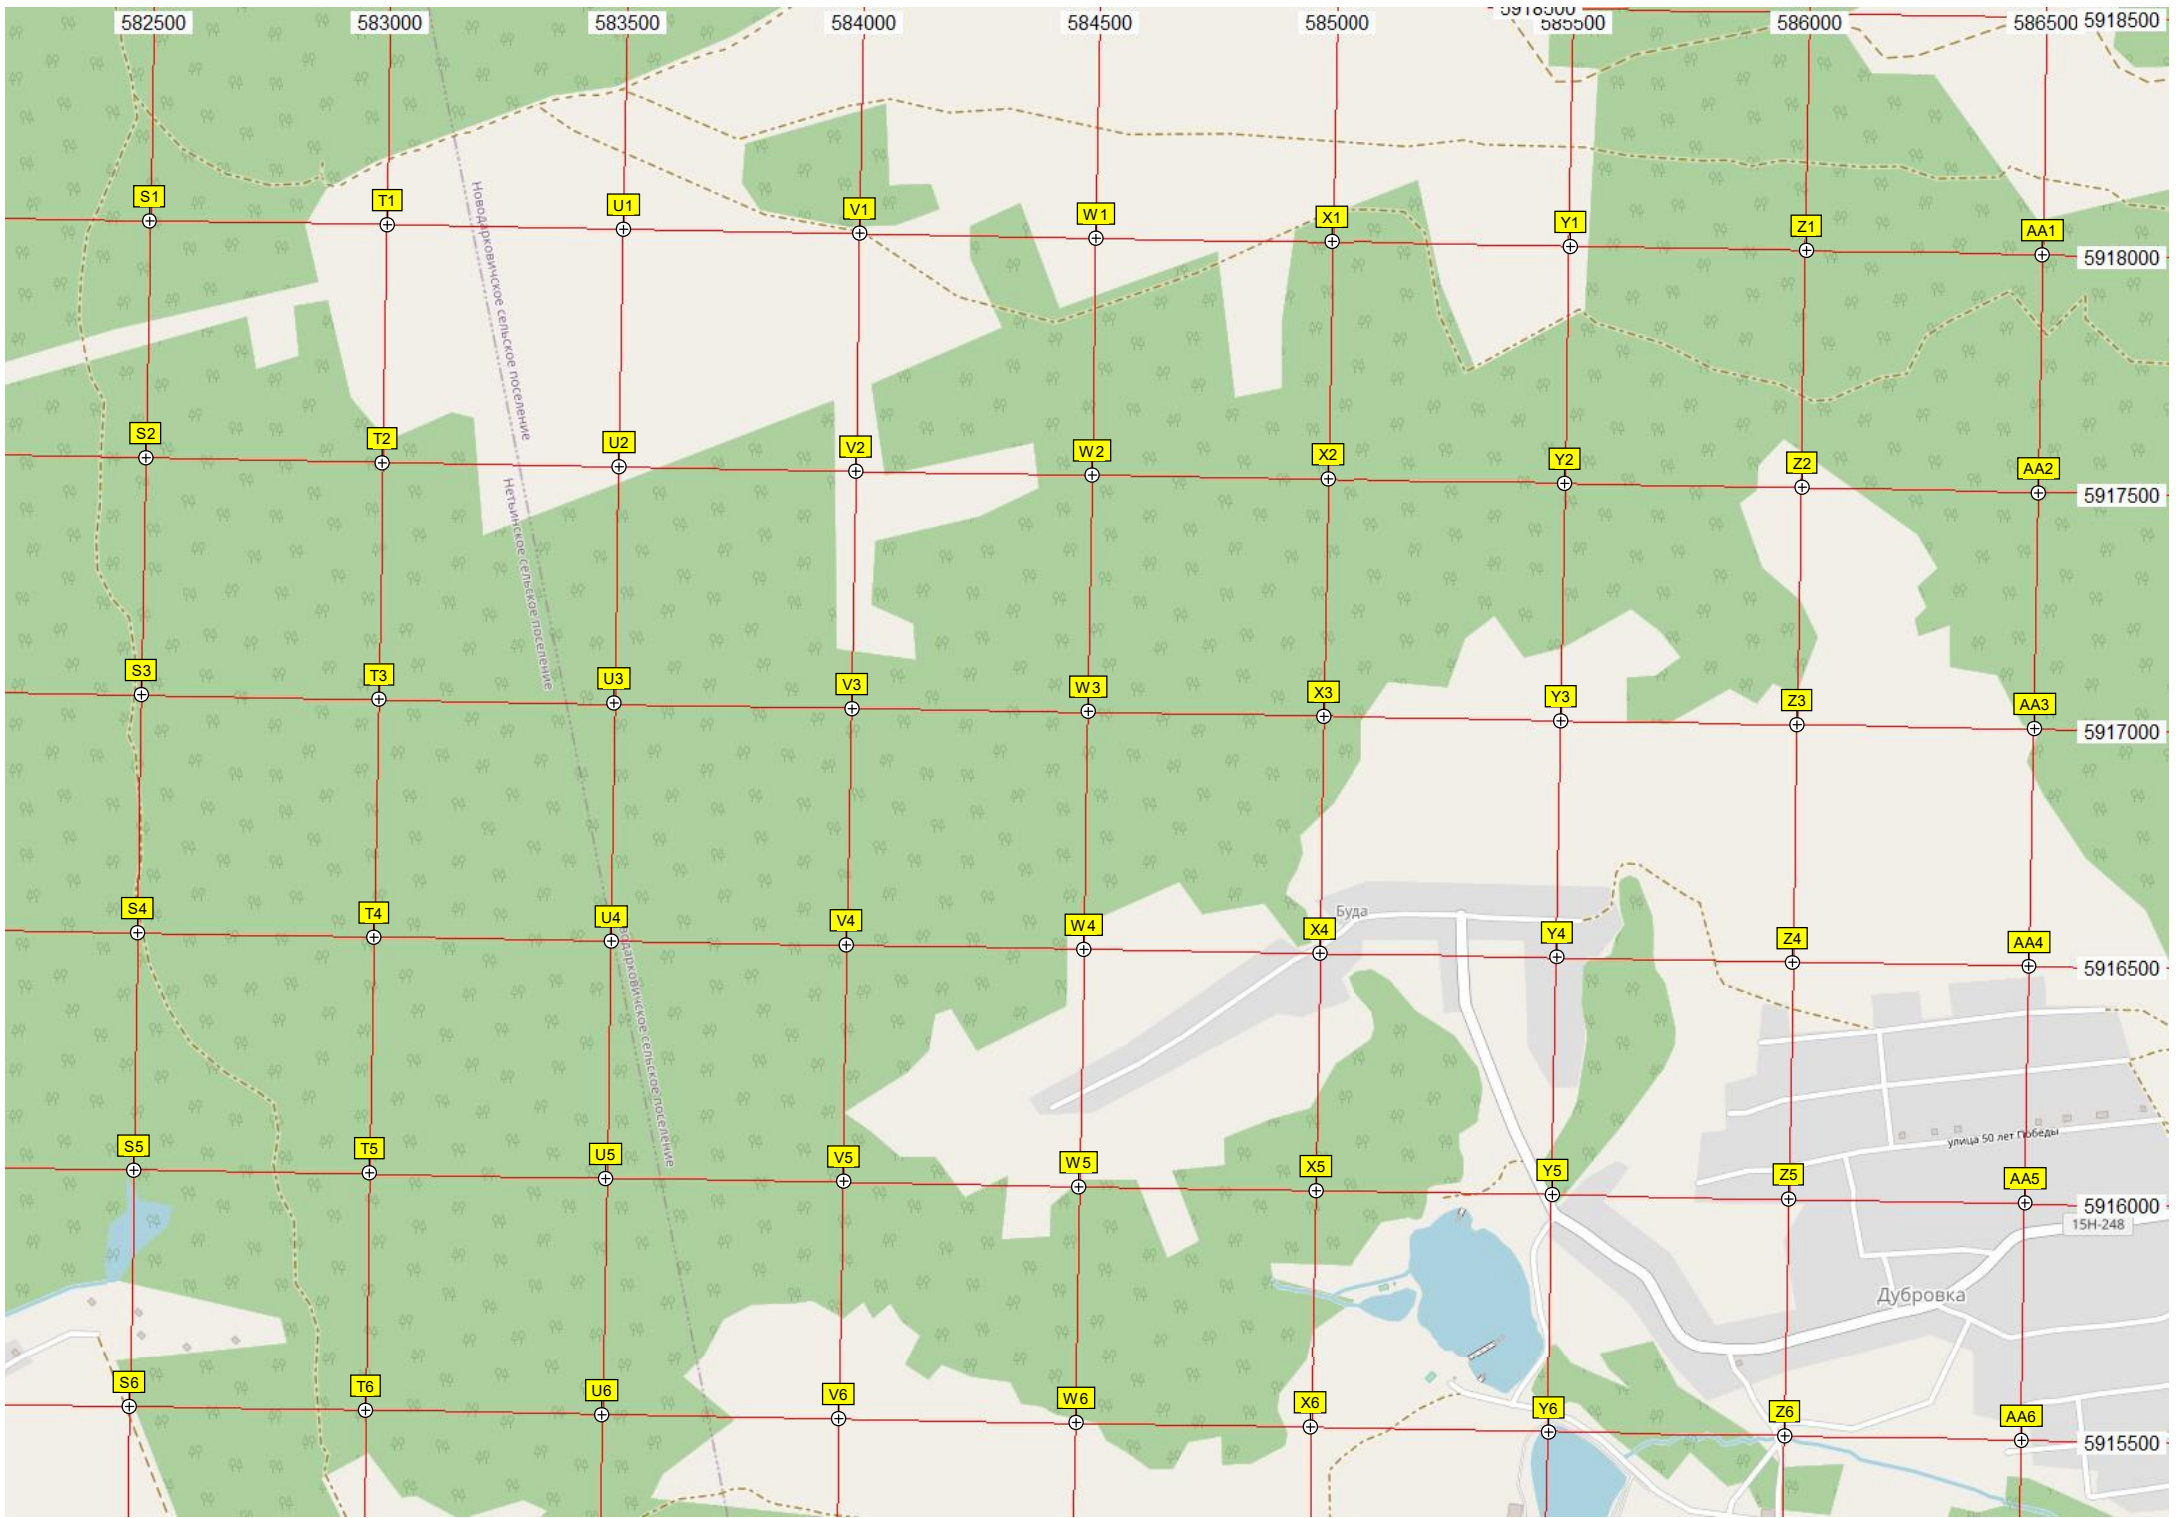 5918500
582500 583000 583500 584000 584500 585000 585500 586000 586500 5918500
S1 T1 U1 V1 W1 X1 Y1 Z1 AA1
5918000
Новодарковичское сельское поселение
S2 T2 U2 V2 W2 X2 Y2 Z2 AA2
5917500
Нетьинское сельское поселение
S3 T3 U3 V3 W3 X3 Y3 Z3 AA3
5917000
Буда
S4 T4 U4 V4 W4 X4 Y4 Z4 AA4
5916500
водарковичское сельское поселение
улица 50 лет Победы
S5 T5 U5 V5 W5 X5 Y5 Z5 AA5
5916000
15Н-248
Дубровка
S6 T6 U6 V6 W6 X6 Y6 Z6 AA6
5915500